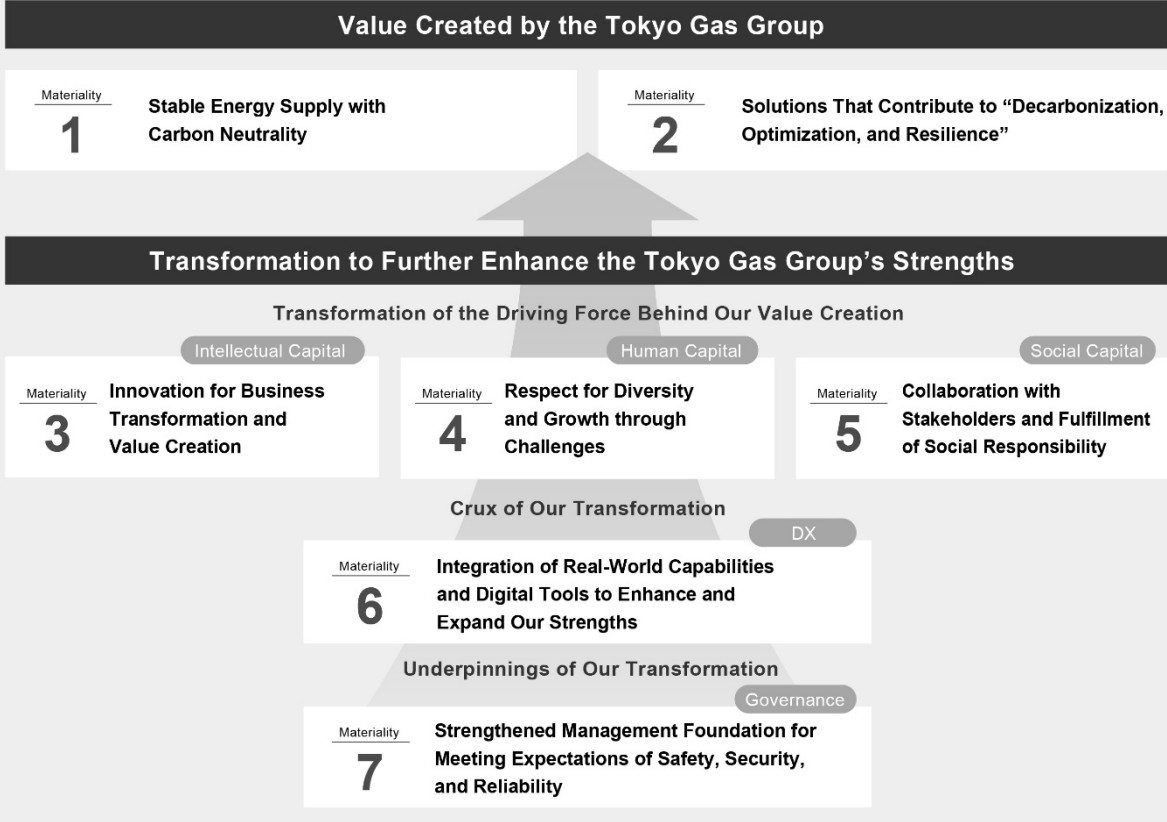 Value Created by the Tokyo Gas Group
Materiality
1
Stable Energy Supply with
Carbon Neutrality
Materiality
2
Solutions That Contribute to “Decarbonization,
Optimization, and Resilience”
Transformation to Further Enhance the Tokyo Gas Group’s Strengths
Transformation of the Driving Force Behind Our Value Creation
Intellectual Capital
Materiality
3
Innovation for Business
Transformation and
Value Creation
Human Capital
Materiality
4
Respect for Diversity
and Growth through
Challenges
Social Capital
Materiality
5
Collaboration with
Stakeholders and Fulfillment
of Social Responsibility
Crux of Our Transformation
DX
Materiality
6
Integration of Real-World Capabilities
and Digital Tools to Enhance and
Expand Our Strengths
Underpinnings of Our Transformation
Governance
Materiality
7
Strengthened Management Foundation for
Meeting Expectations of Safety, Security,
and Reliability